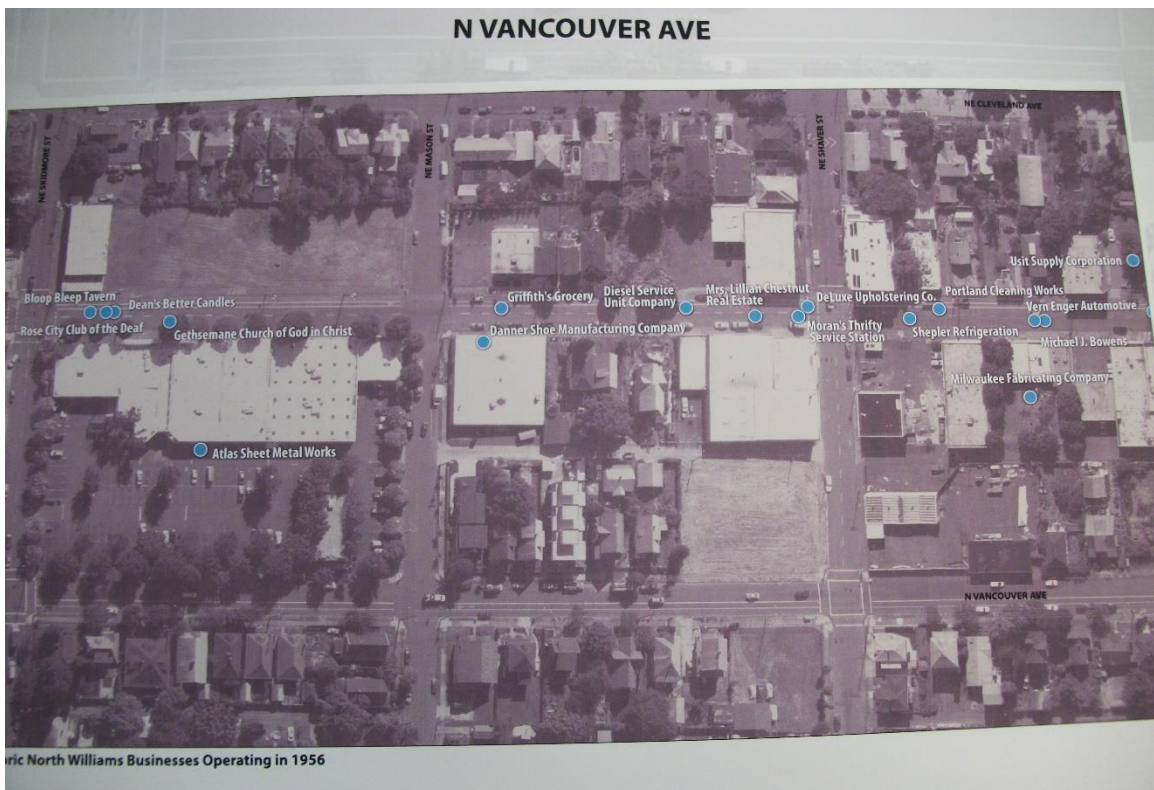 N VANCOUVER AVE
NE CLEVELAND AVE
NE SKIDMORE ST
NE MASON ST
NE SHAVER ST
Usit Supply Corporation
Bloop Bleep Tavern
Dean's Better Candles
Griffith's Grocery
Diesel Service
Unit Company
Mrs. Lillian Chestnut
Real Estate
DeLuxe Upholstering Co.
Portland Cleaning Works
Vern Enger Automotive
Rose City Club of the Deaf
Gethsemane Church of God in Christ
Danner Shoe Manufacturing Company
Moran's Thrifty
Service Station
Shepler Refrigeration
Michael J. Bowens
Milwaukee Fabricating Company
Atlas Sheet Metal Works
N VANCOUVER AVE
ric North Williams Businesses Operating in 1956